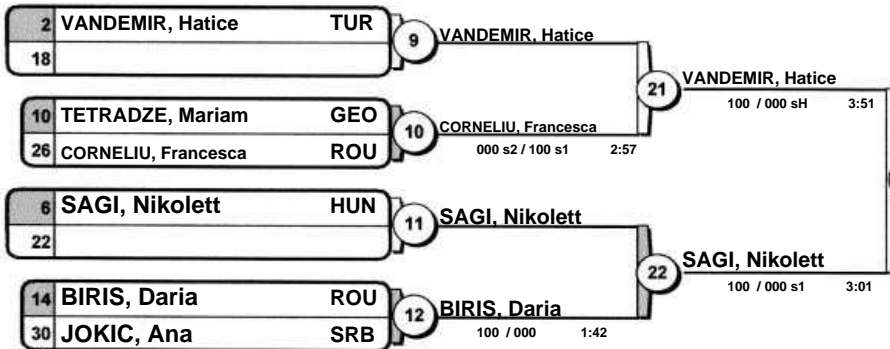 2 VANDEMIR, Hatice TUR
18
9
VANDEMIR, Hatice
10 TETRADZE, Mariam GEO
26 CORNELIU, Francesca ROU
10
CORNELIU, Francesca
000 s2 / 100 s1 2:57
21
VANDEMIR, Hatice
100 / 000 sH 3:51
6 SAGI, Nikolett HUN
22
11
SAGI, Nikolett
14 BIRIS, Daria ROU
30 JOKIC, Ana SRB
12
BIRIS, Daria
100 / 000 1:42
22
SAGI, Nikolett
100 / 000 s1 3:01